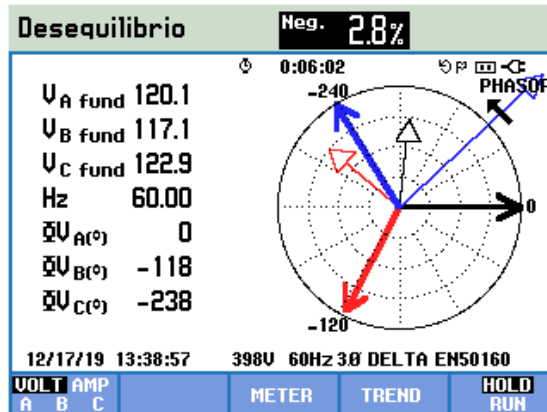 Desequilibrio Neg. 2.8%
0:06:02
PHASOR
-240
V A fund 120.1
V B fund 117.1
V C fund 122.9
Hz 60.00
ΦV A(°) 0
ΦV B(°) -118
ΦV C(°) -238
0
-120
12/17/19 13:38:57 398V 60Hz 3Ø DELTA EN50160
VOLT AMP
A B C
METER
TREND
HOLD
RUN